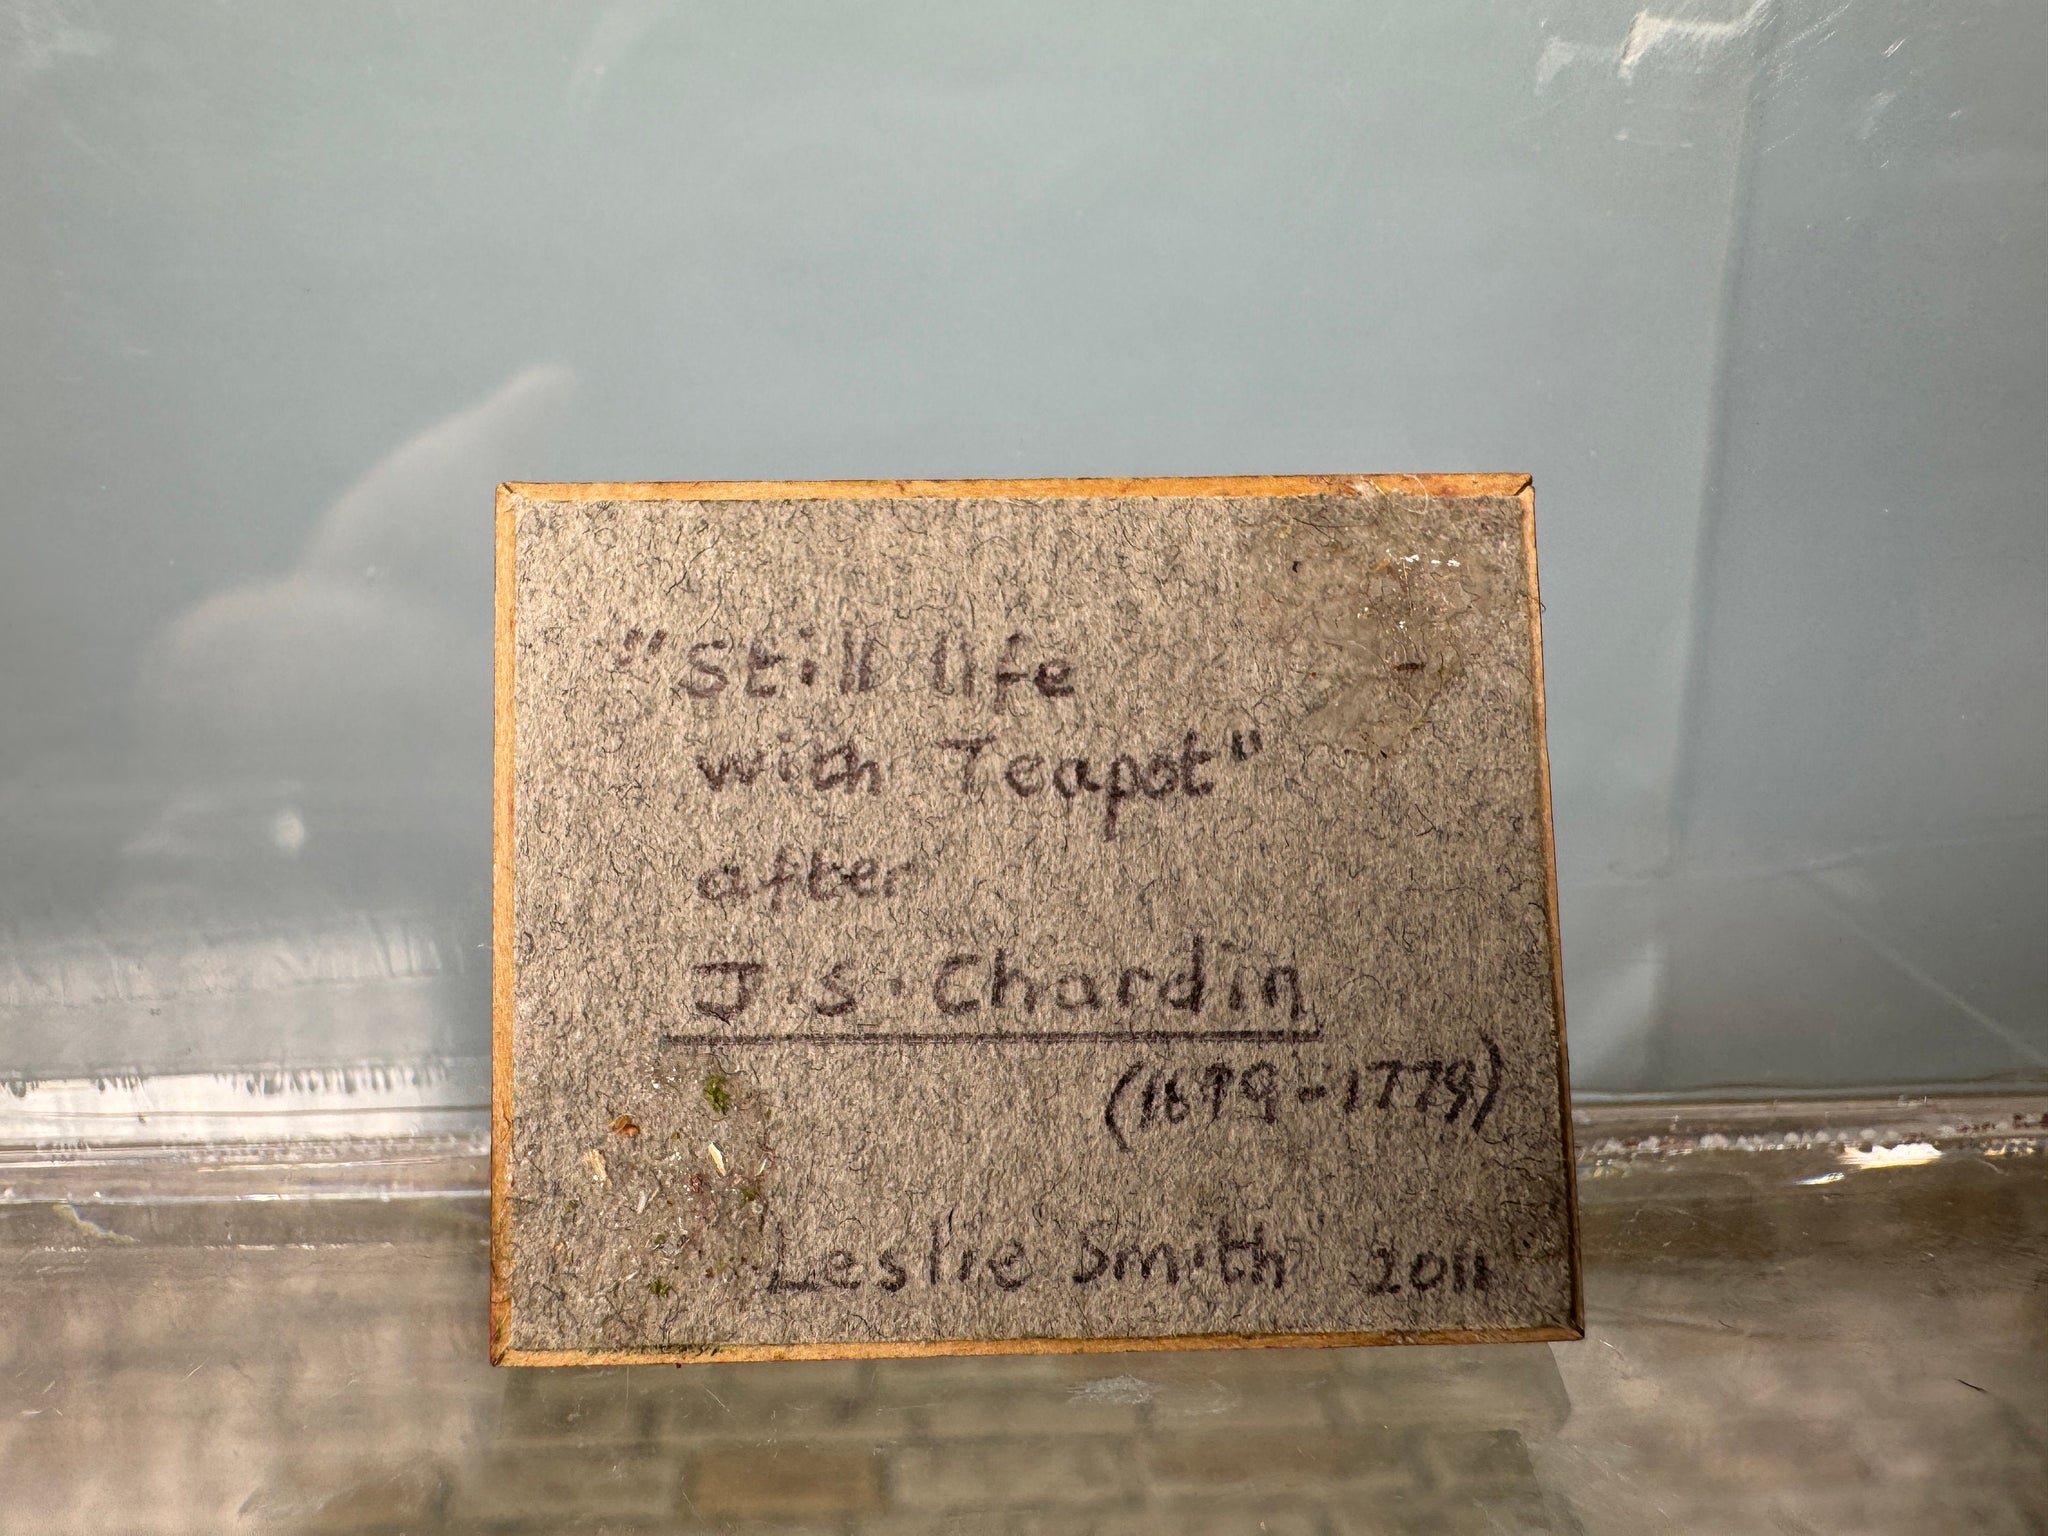 "Still life
with Teapot"
after
J.S. Chardin
(1699-1779)
Leslie Smith 2011